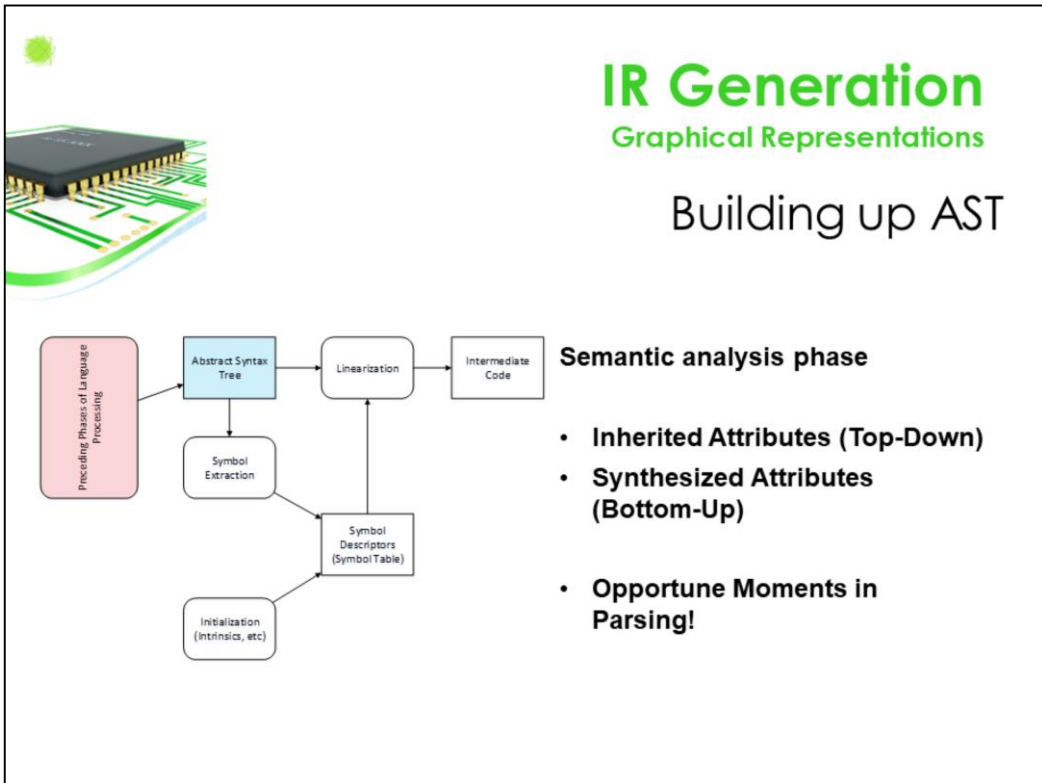 IR Generation
Graphical Representations
Building up AST
Preceding Phases of Language
Processing
Abstract Syntax
Tree
Linearization
Intermediate
Code
Symbol
Extraction
Symbol
Descriptors
(Symbol Table)
Initialization
(Intrinsics, etc)
Semantic analysis phase
• Inherited Attributes (Top-Down)
• Synthesized Attributes
(Bottom-Up)
• Opportune Moments in
Parsing!